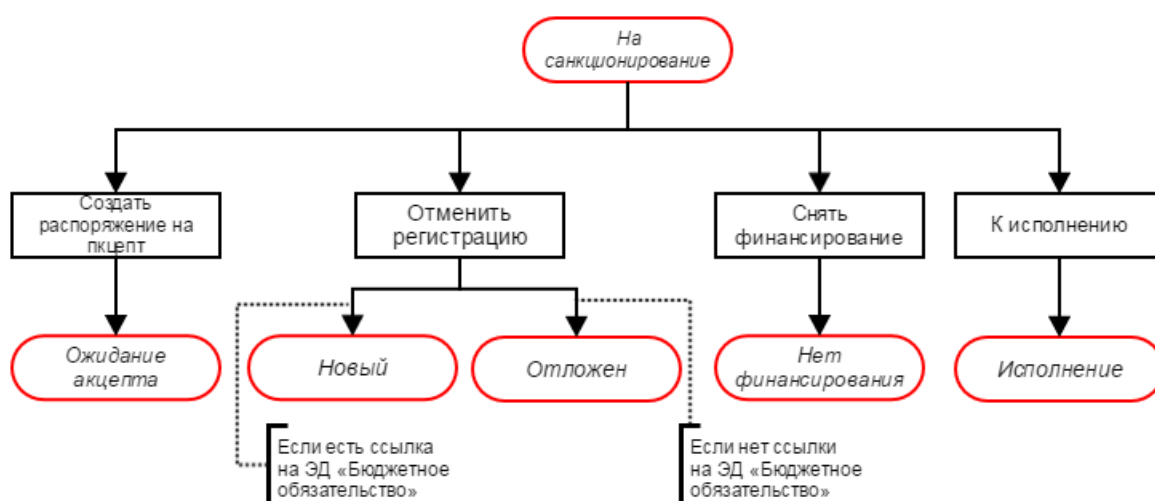 На
санкционирование
Создать
распоряжение на
пкцепт
Отменить
регистрацию
Снять
финансирование
К исполнению
Ожидание
акцепта
Новый
Отложен
Нет
финансирования
Исполнение
Если есть ссылка
на ЭД «Бюджетное
обязательство»
Если нет ссылки
на ЭД «Бюджетное
обязательство»